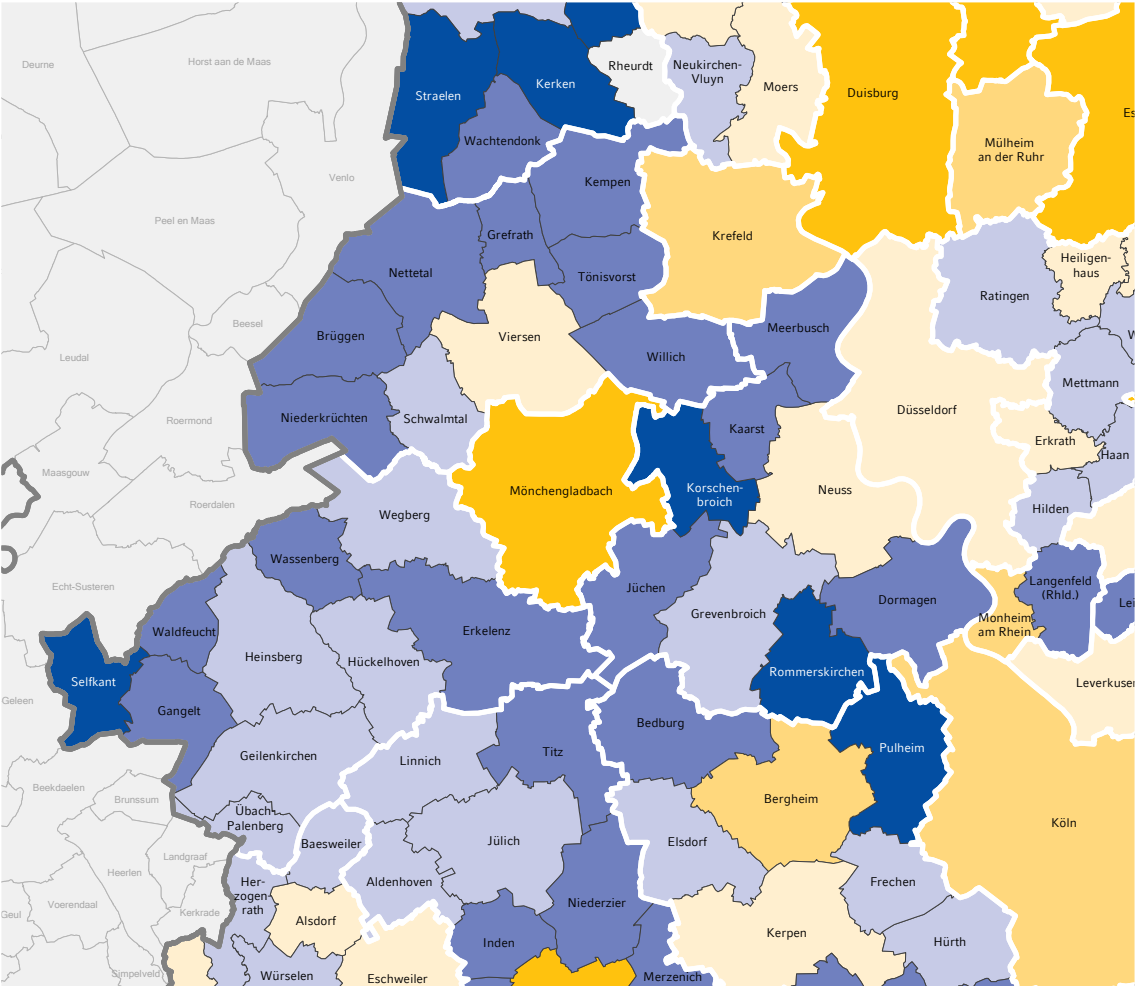 Deurne
Horst aan de Maas
Straelen
Kerken
Rheurdt
Neukirchen-
Vluyn
Moers
Duisburg
Es
Wachtendonk
Mülheim
an der Ruhr
Venlo
Kempen
Peel en Maas
Grefrath
Krefeld
Nettetal
Tönisvorst
Heiligen-
haus
Ratingen
Beesel
Brüggen
Viersen
Meerbusch
W
Leudal
Willich
Mettmann
Roermond
Niederkrüchten
Schwalmtal
Kaarst
Düsseldorf
Erkrath
Haan
Maasgouw
Mönchengladbach
Korschen-
broich
Neuss
Roerdalen
Wegberg
Hilden
Echt-Susteren
Wassenberg
Jüchen
Dormagen
Langenfeld
(Rhld.)
Lei
Waldfeucht
Erkelenz
Grevenbroich
Monheim
am Rhein
Heinsberg
Hückelhoven
Rommerskirchen
Selfkant
Leverkusen
Geleen
Gangelt
Bedburg
Pulheim
Geilenkirchen
Linnich
Titz
Beekdaelen
Brunssum
Bergheim
Übach-
Palenberg
Köln
Baesweiler
Jülich
Elsdorf
Landgraaf
Heerlen
Her-
zogen-
rath
Aldenhoven
Frechen
Voerendaal
Niederzier
Geul
Kerkrade
Alsdorf
Inden
Kerpen
Hürth
Simpelveld
Würselen
Eschweiler
Merzenich